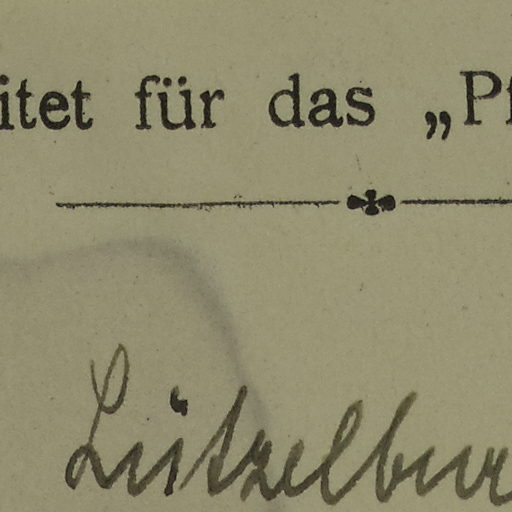 itet für das „Pf
Lützelbur